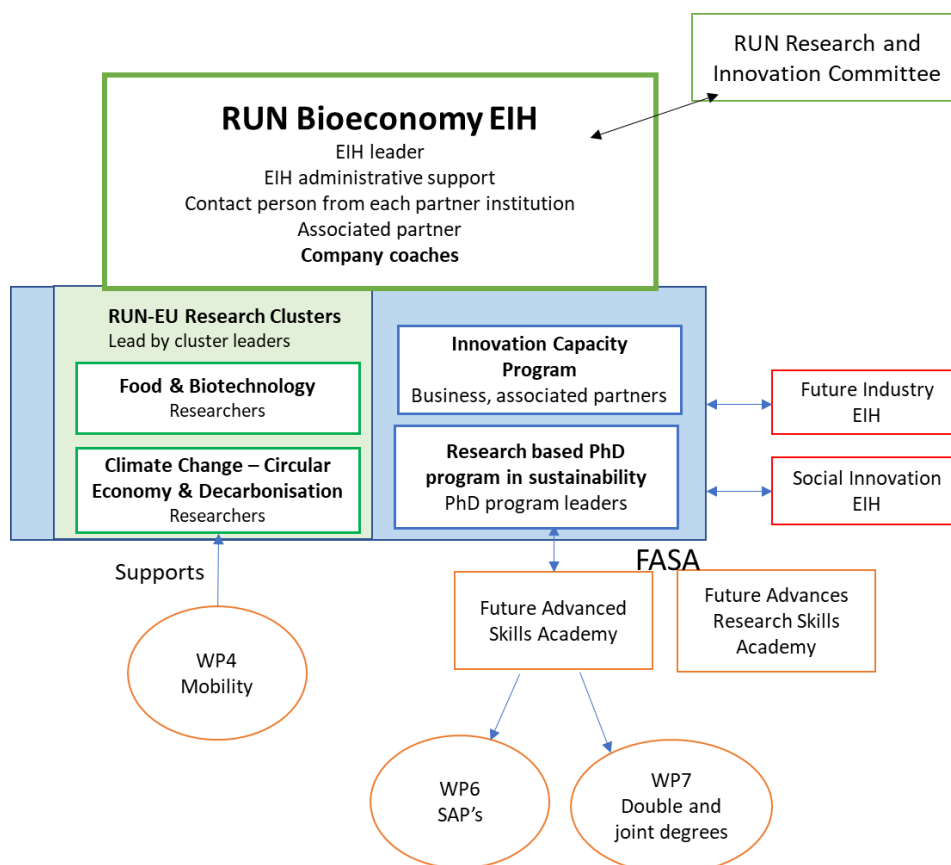 RUN Research and
Innovation Committee
RUN Bioeconomy EIH
EIH leader
EIH administrative support
Contact person from each partner institution
Associated partner
Company coaches
RUN-EU Research Clusters
Lead by cluster leaders
Food & Biotechnology
Researchers
Climate Change – Circular
Economy & Decarbonisation
Researchers
Innovation Capacity
Program
Business, associated partners
Research based PhD
program in sustainability
PhD program leaders
Future Industry
EIH
Social Innovation
EIH
Supports
FASA
Future Advanced
Skills Academy
Future Advances
Research Skills
Academy
WP4
Mobility
WP6
SAP's
WP7
Double and
joint degrees